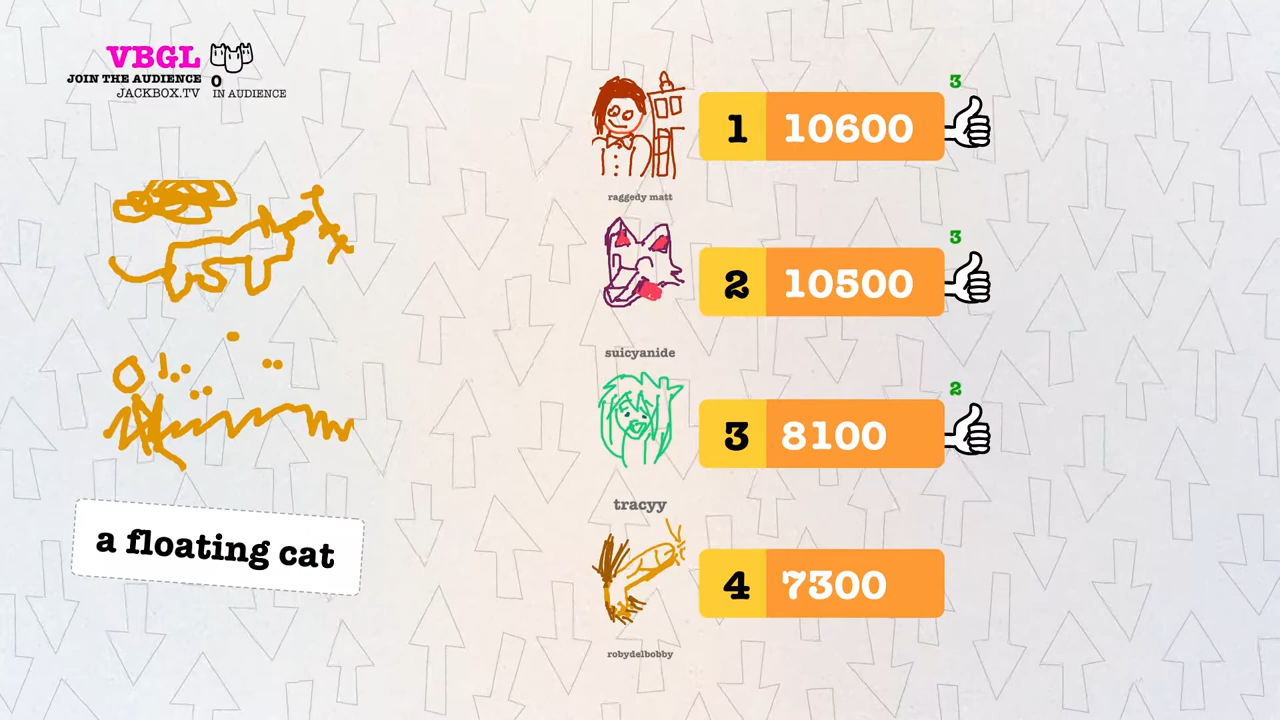 VBGL
JOIN THE AUDIENCE
JACKBOX.TV
0
IN AUDIENCE
a floating cat
1 10600
3
raggedy matt
2 10500
3
suicyanide
3 8100
2
tracyy
4 7300
robydelbobby